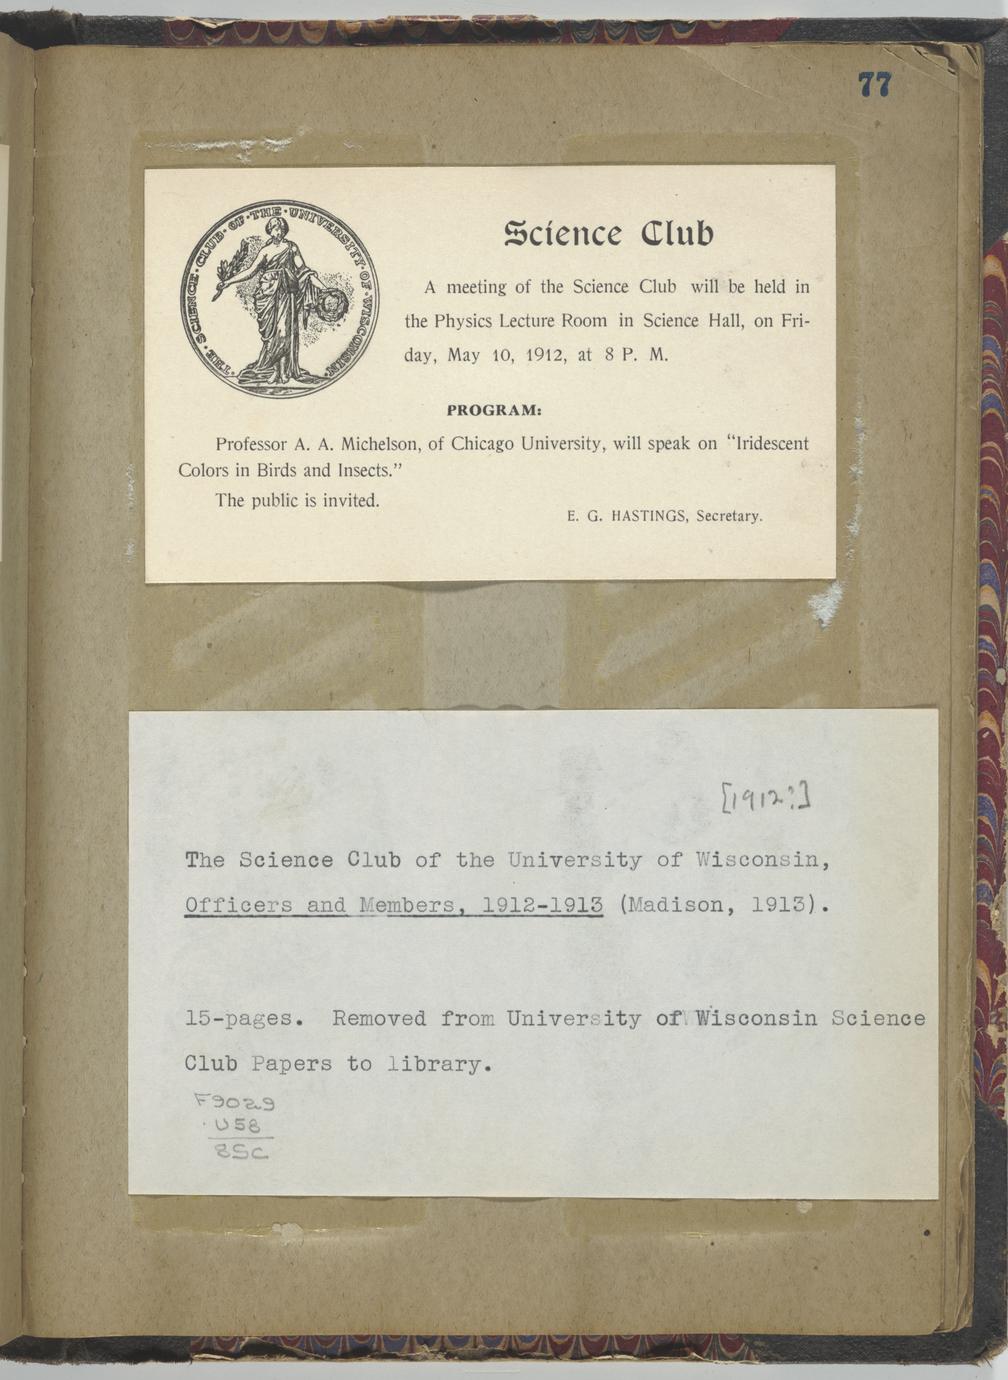 77
THE · SCIENCE · CLUB · OF · THE · UNIVERSITY · OF · WISCONSIN ·
Science Club
A meeting of the Science Club will be held in
the Physics Lecture Room in Science Hall, on Fri-
day, May 10, 1912, at 8 P. M.
PROGRAM:
Professor A. A. Michelson, of Chicago University, will speak on "Iridescent
Colors in Birds and Insects."
The public is invited.
E. G. HASTINGS, Secretary.
[1912?]
The Science Club of the University of Wisconsin,
Officers and Members, 1912-1913 (Madison, 1913).
15-pages. Removed from University of Wisconsin Science
Club Papers to library.
F9029
.U58
8SC